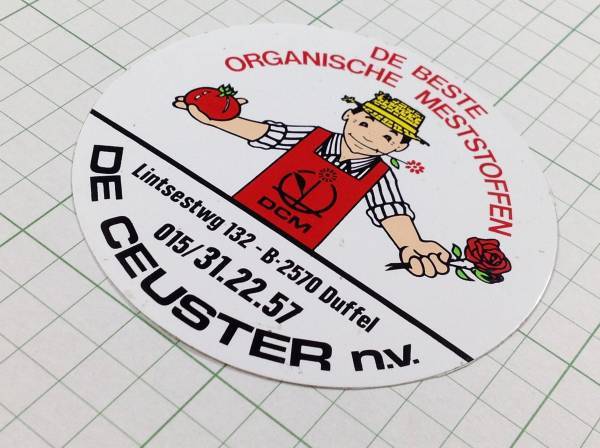 DE BESTE
ORGANISCHE MESTSTOFFEN
DCM
Lintsestwg 132 - B-2570 Duffel
015/31.22.57
DE CEUSTER n.v.